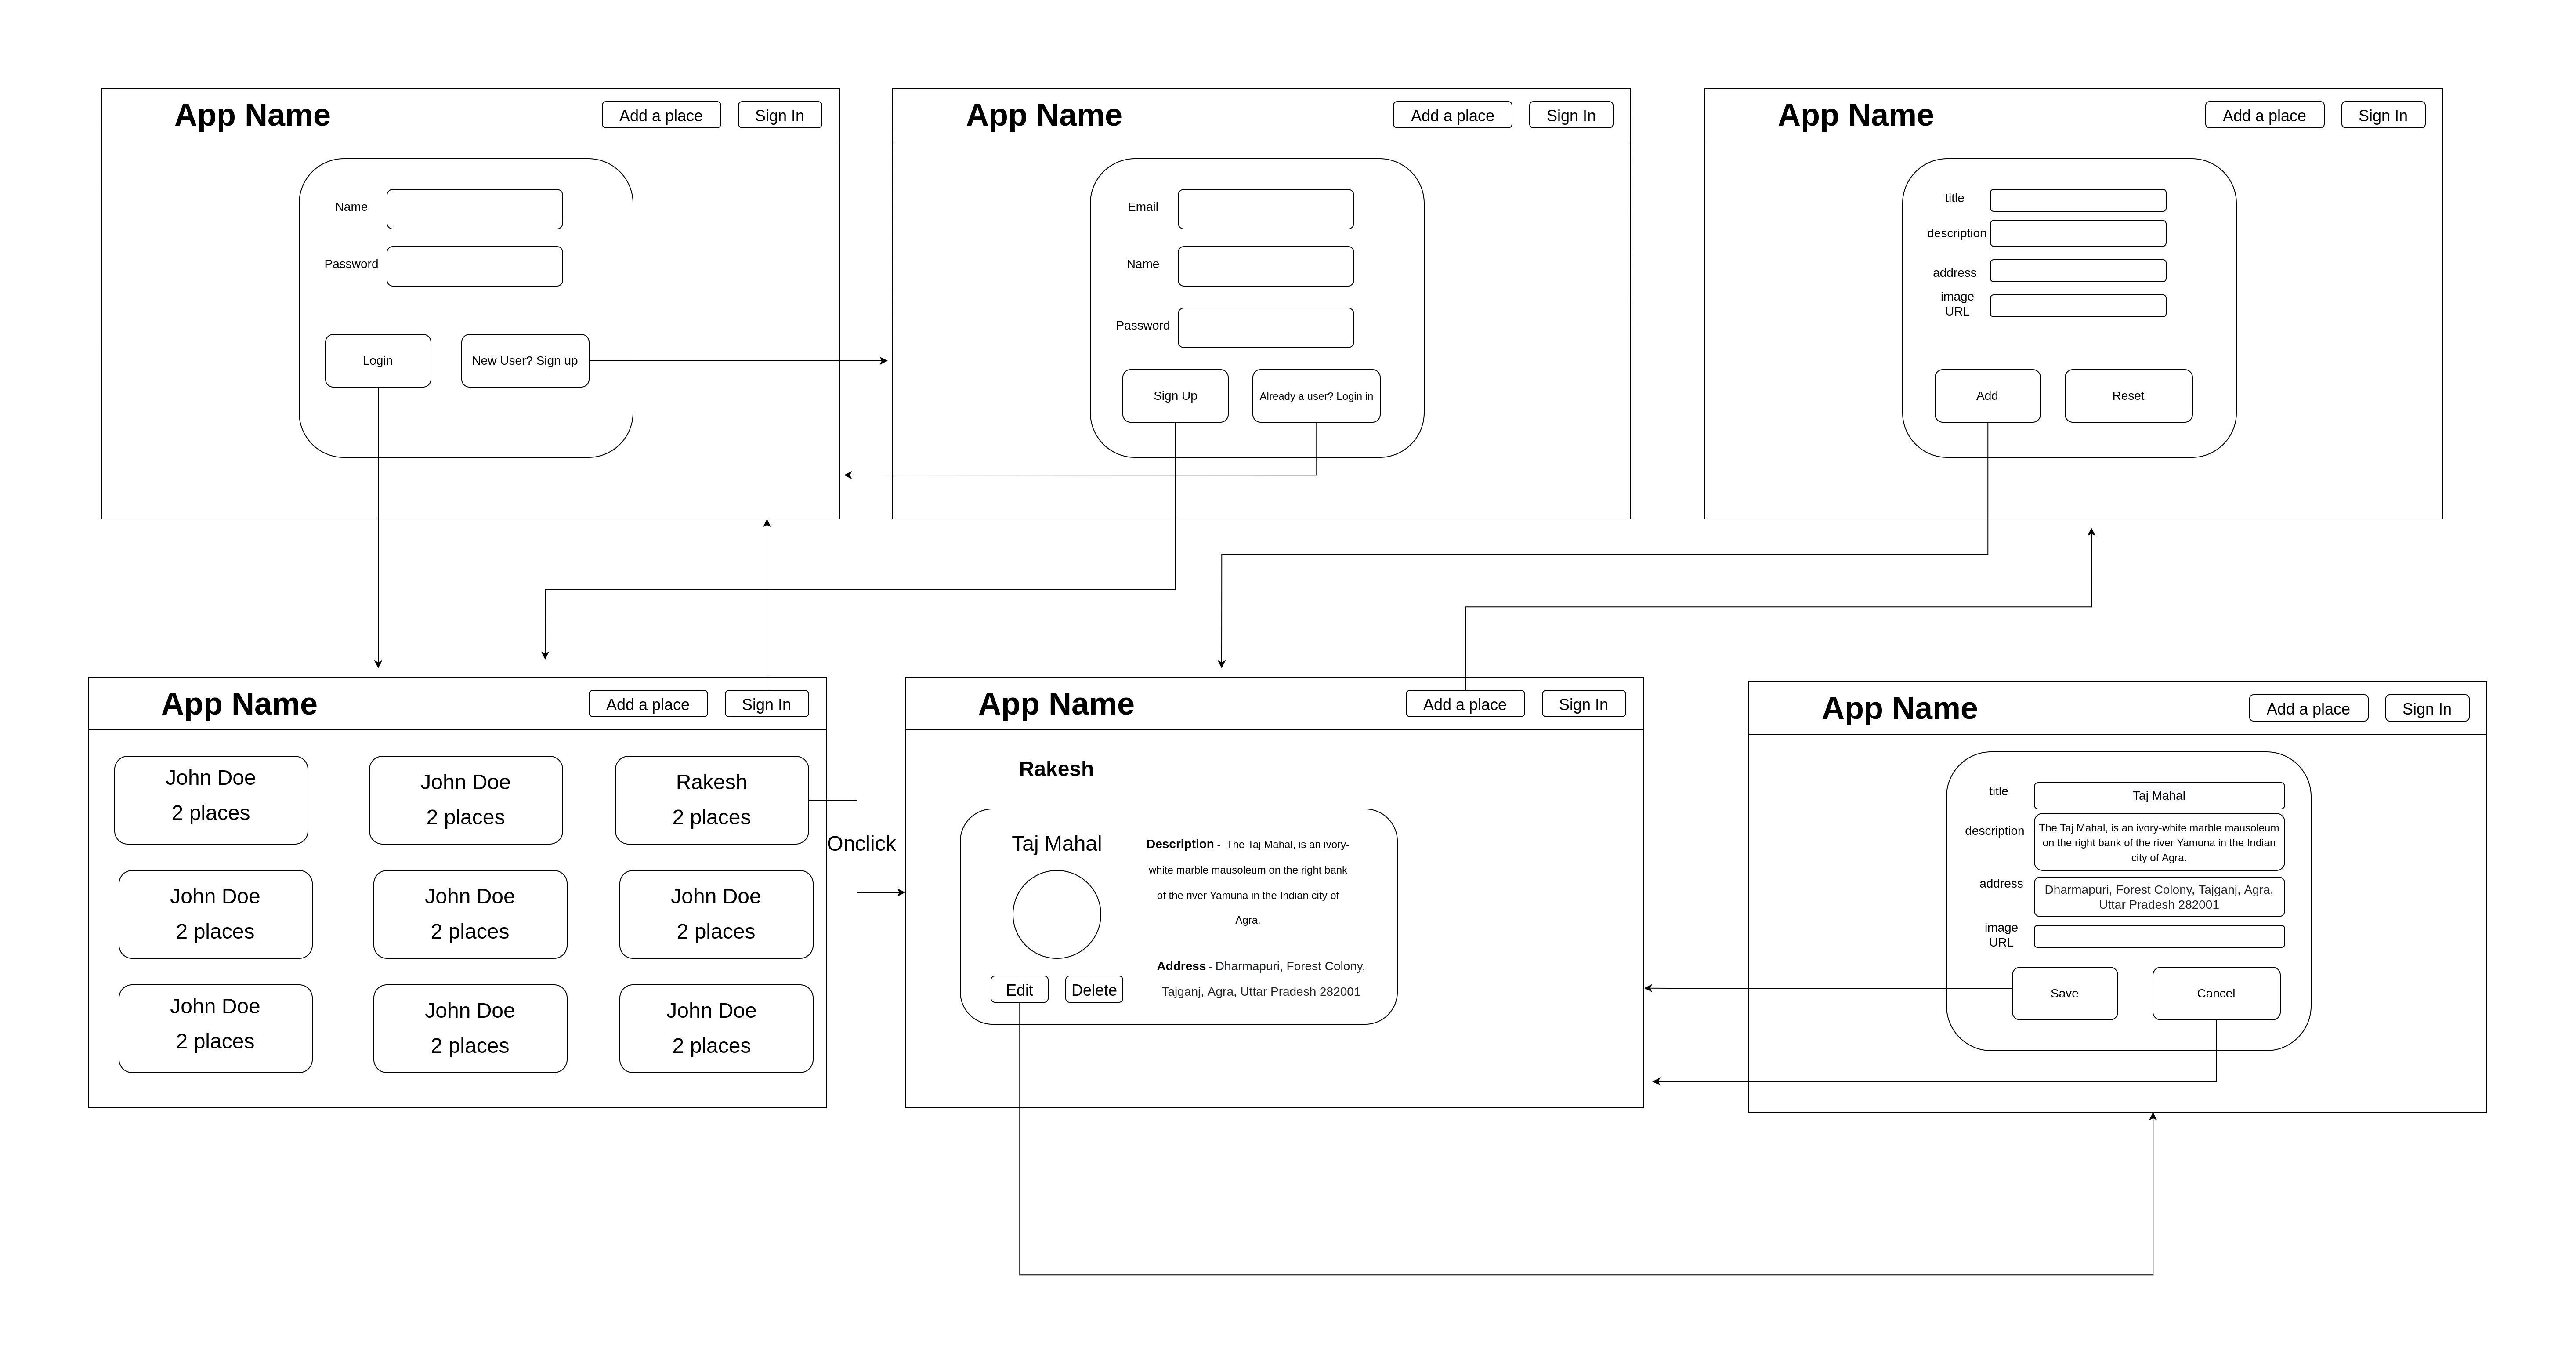 App Name
Add a place
Sign In
Name
Password
Login
New User? Sign up
App Name
Add a place
Sign In
Email
Name
Password
Sign Up
Already a user? Login in
App Name
Add a place
Sign In
title
description
address
image
URL
Add
Reset
App Name
Add a place
Sign In
John Doe
2 places
John Doe
2 places
Rakesh
2 places
John Doe
2 places
John Doe
2 places
John Doe
2 places
John Doe
2 places
John Doe
2 places
John Doe
2 places
Onclick
App Name
Add a place
Sign In
Rakesh
Taj Mahal
Edit
Delete
Description - The Taj Mahal, is an ivory-
white marble mausoleum on the right bank
of the river Yamuna in the Indian city of
Agra.
Address - Dharmapuri, Forest Colony,
Tajganj, Agra, Uttar Pradesh 282001
App Name
Add a place
Sign In
title
Taj Mahal
description
The Taj Mahal, is an ivory-white marble mausoleum
on the right bank of the river Yamuna in the Indian
city of Agra.
address
Dharmapuri, Forest Colony, Tajganj, Agra,
Uttar Pradesh 282001
image
URL
Save
Cancel